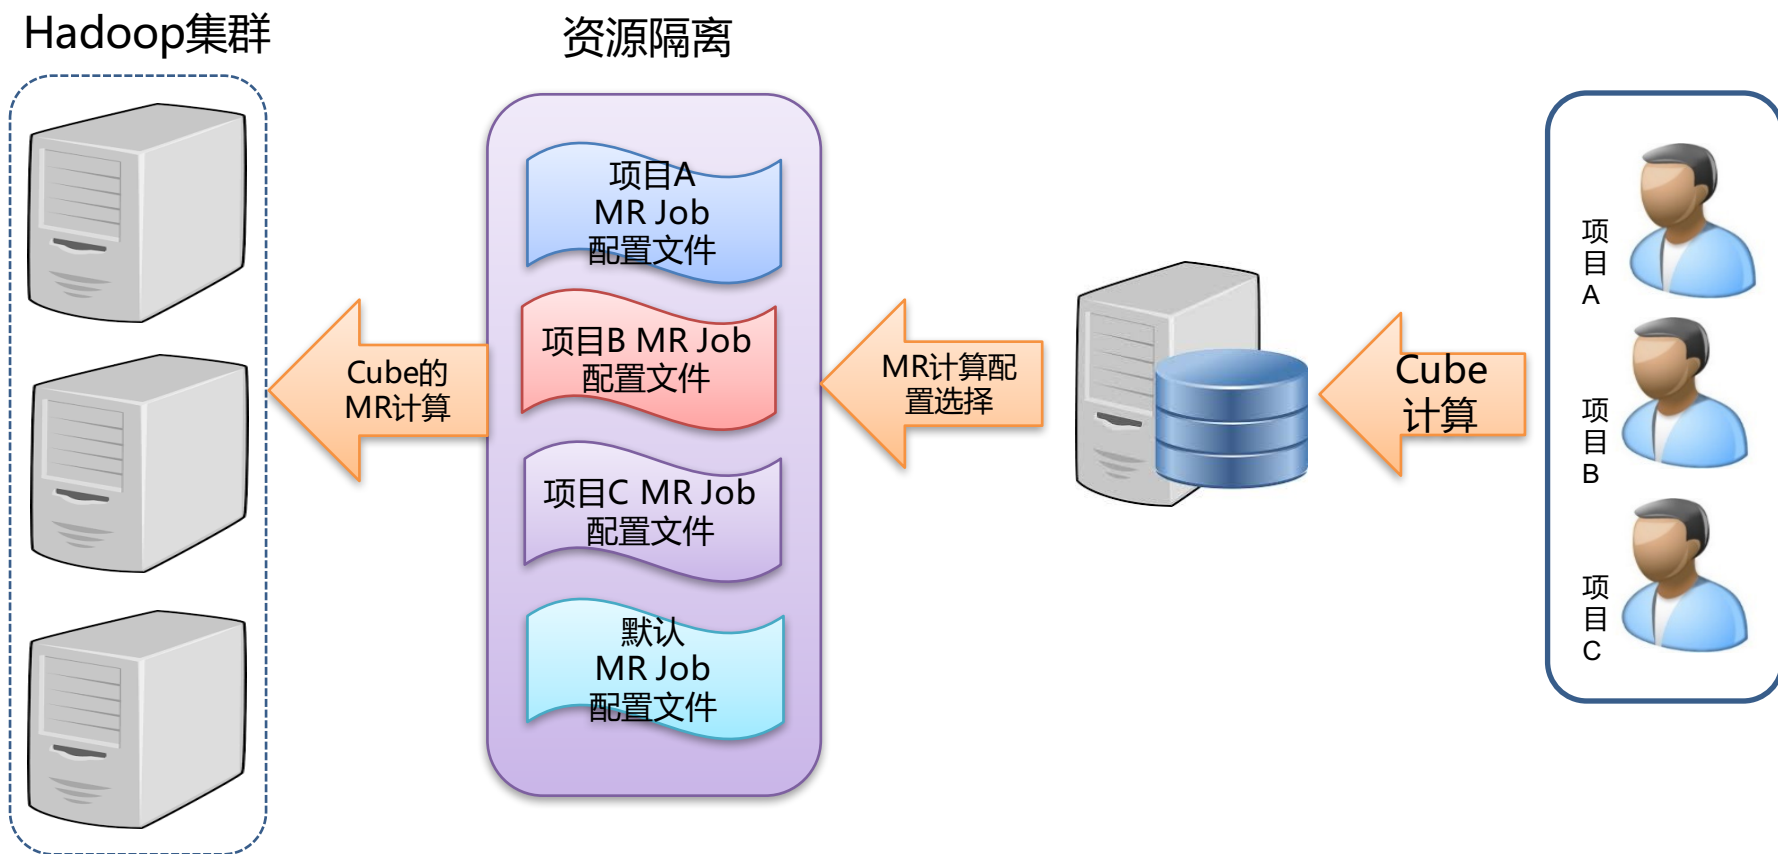 Hadoop集群
资源隔离
项目A
MR Job
配置文件
项目B MR Job
配置文件
项目C MR Job
配置文件
默认
MR Job
配置文件
Cube的
MR计算
MR计算配
置选择
Cube
计算
项
目
A
项
目
B
项
目
C